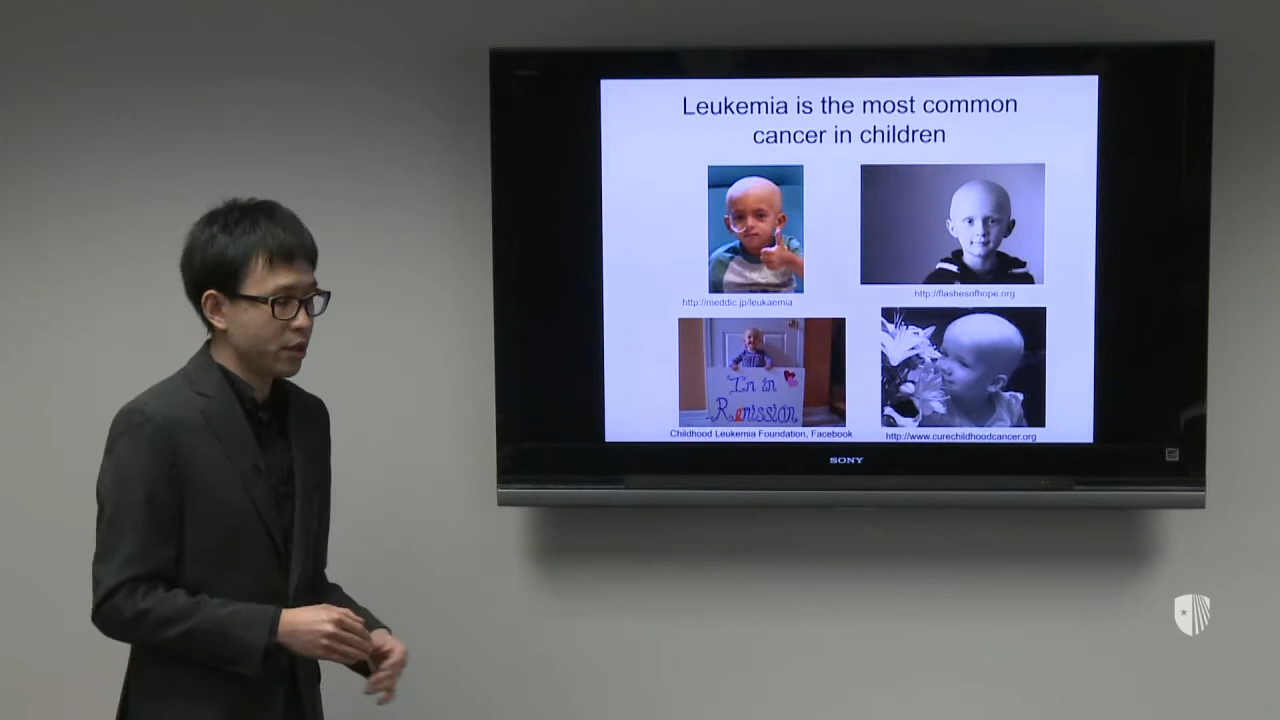 Leukemia is the most common
cancer in children
http://meddic.jp/leukaemia
http://flashesofhope.org
I'm in
Remission
Childhood Leukemia Foundation, Facebook
http://www.curechildhoodcancer.org
SONY